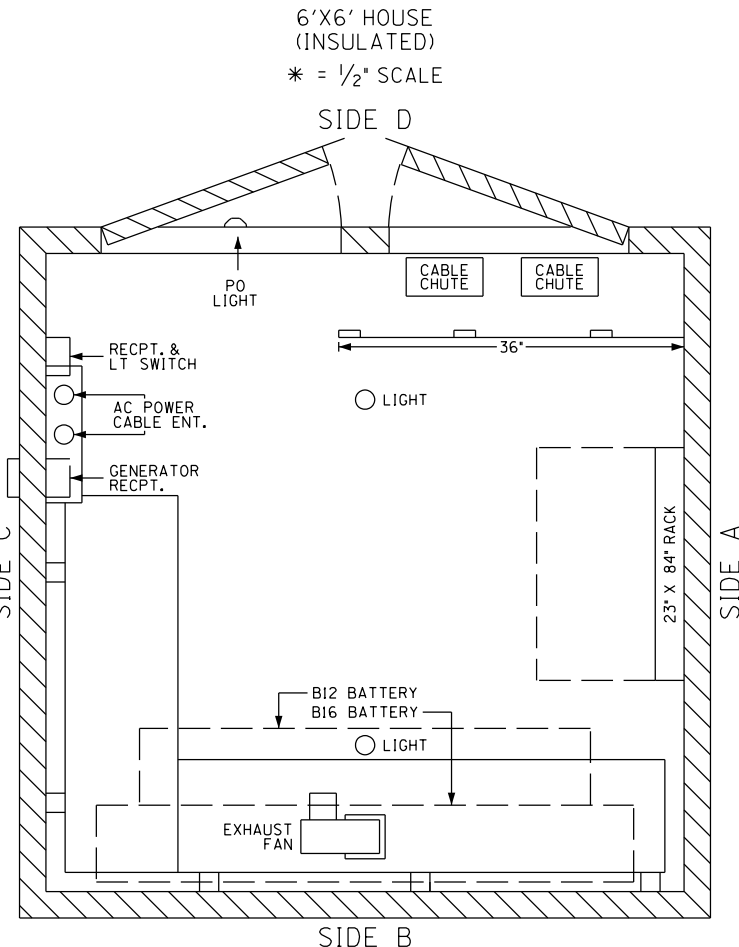 6'X6' HOUSE
(INSULATED)
* = 1/2" SCALE
SIDE D
CABLE
CHUTE
CABLE
CHUTE
PO
LIGHT
36"
RECPT. &
LT SWITCH
LIGHT
AC POWER
CABLE ENT.
GENERATOR
RECPT.
SIDE C
23" X 84" RACK
SIDE A
B12 BATTERY
B16 BATTERY
LIGHT
EXHAUST
FAN
SIDE B